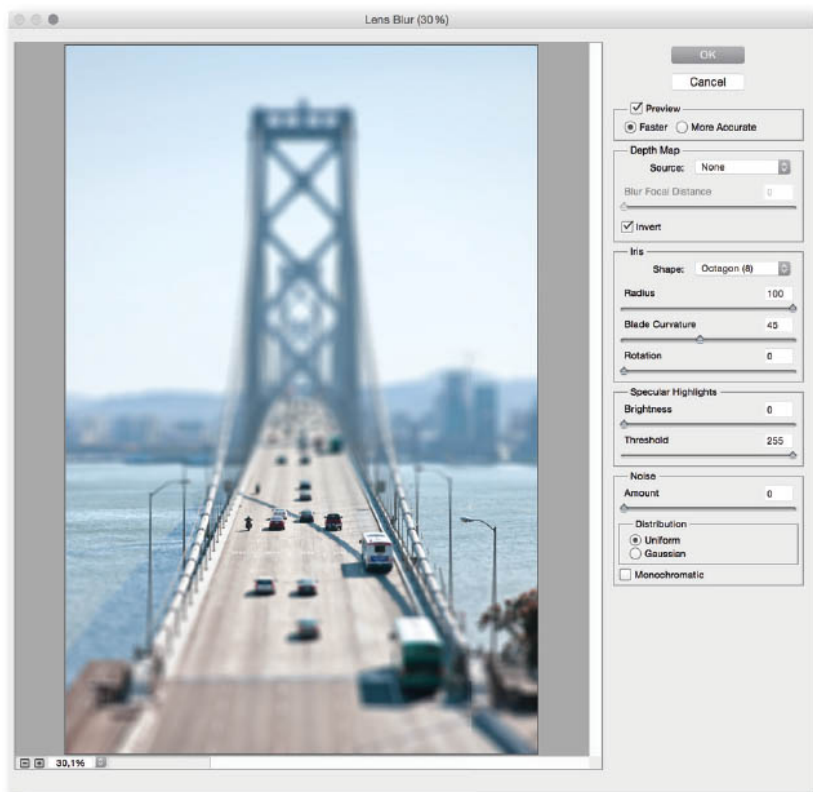 Lens Blur (30 %)
OK
Cancel
Preview
Faster More Accurate
Depth Map
Source: None
Blur Focal Distance 0
Invert
Iris
Shape: Octagon (8)
Radius 100
Blade Curvature 45
Rotation 0
Specular Highlights
Brightness 0
Threshold 255
Noise
Amount 0
Distribution
Uniform
Gaussian
Monochromatic
30,1%